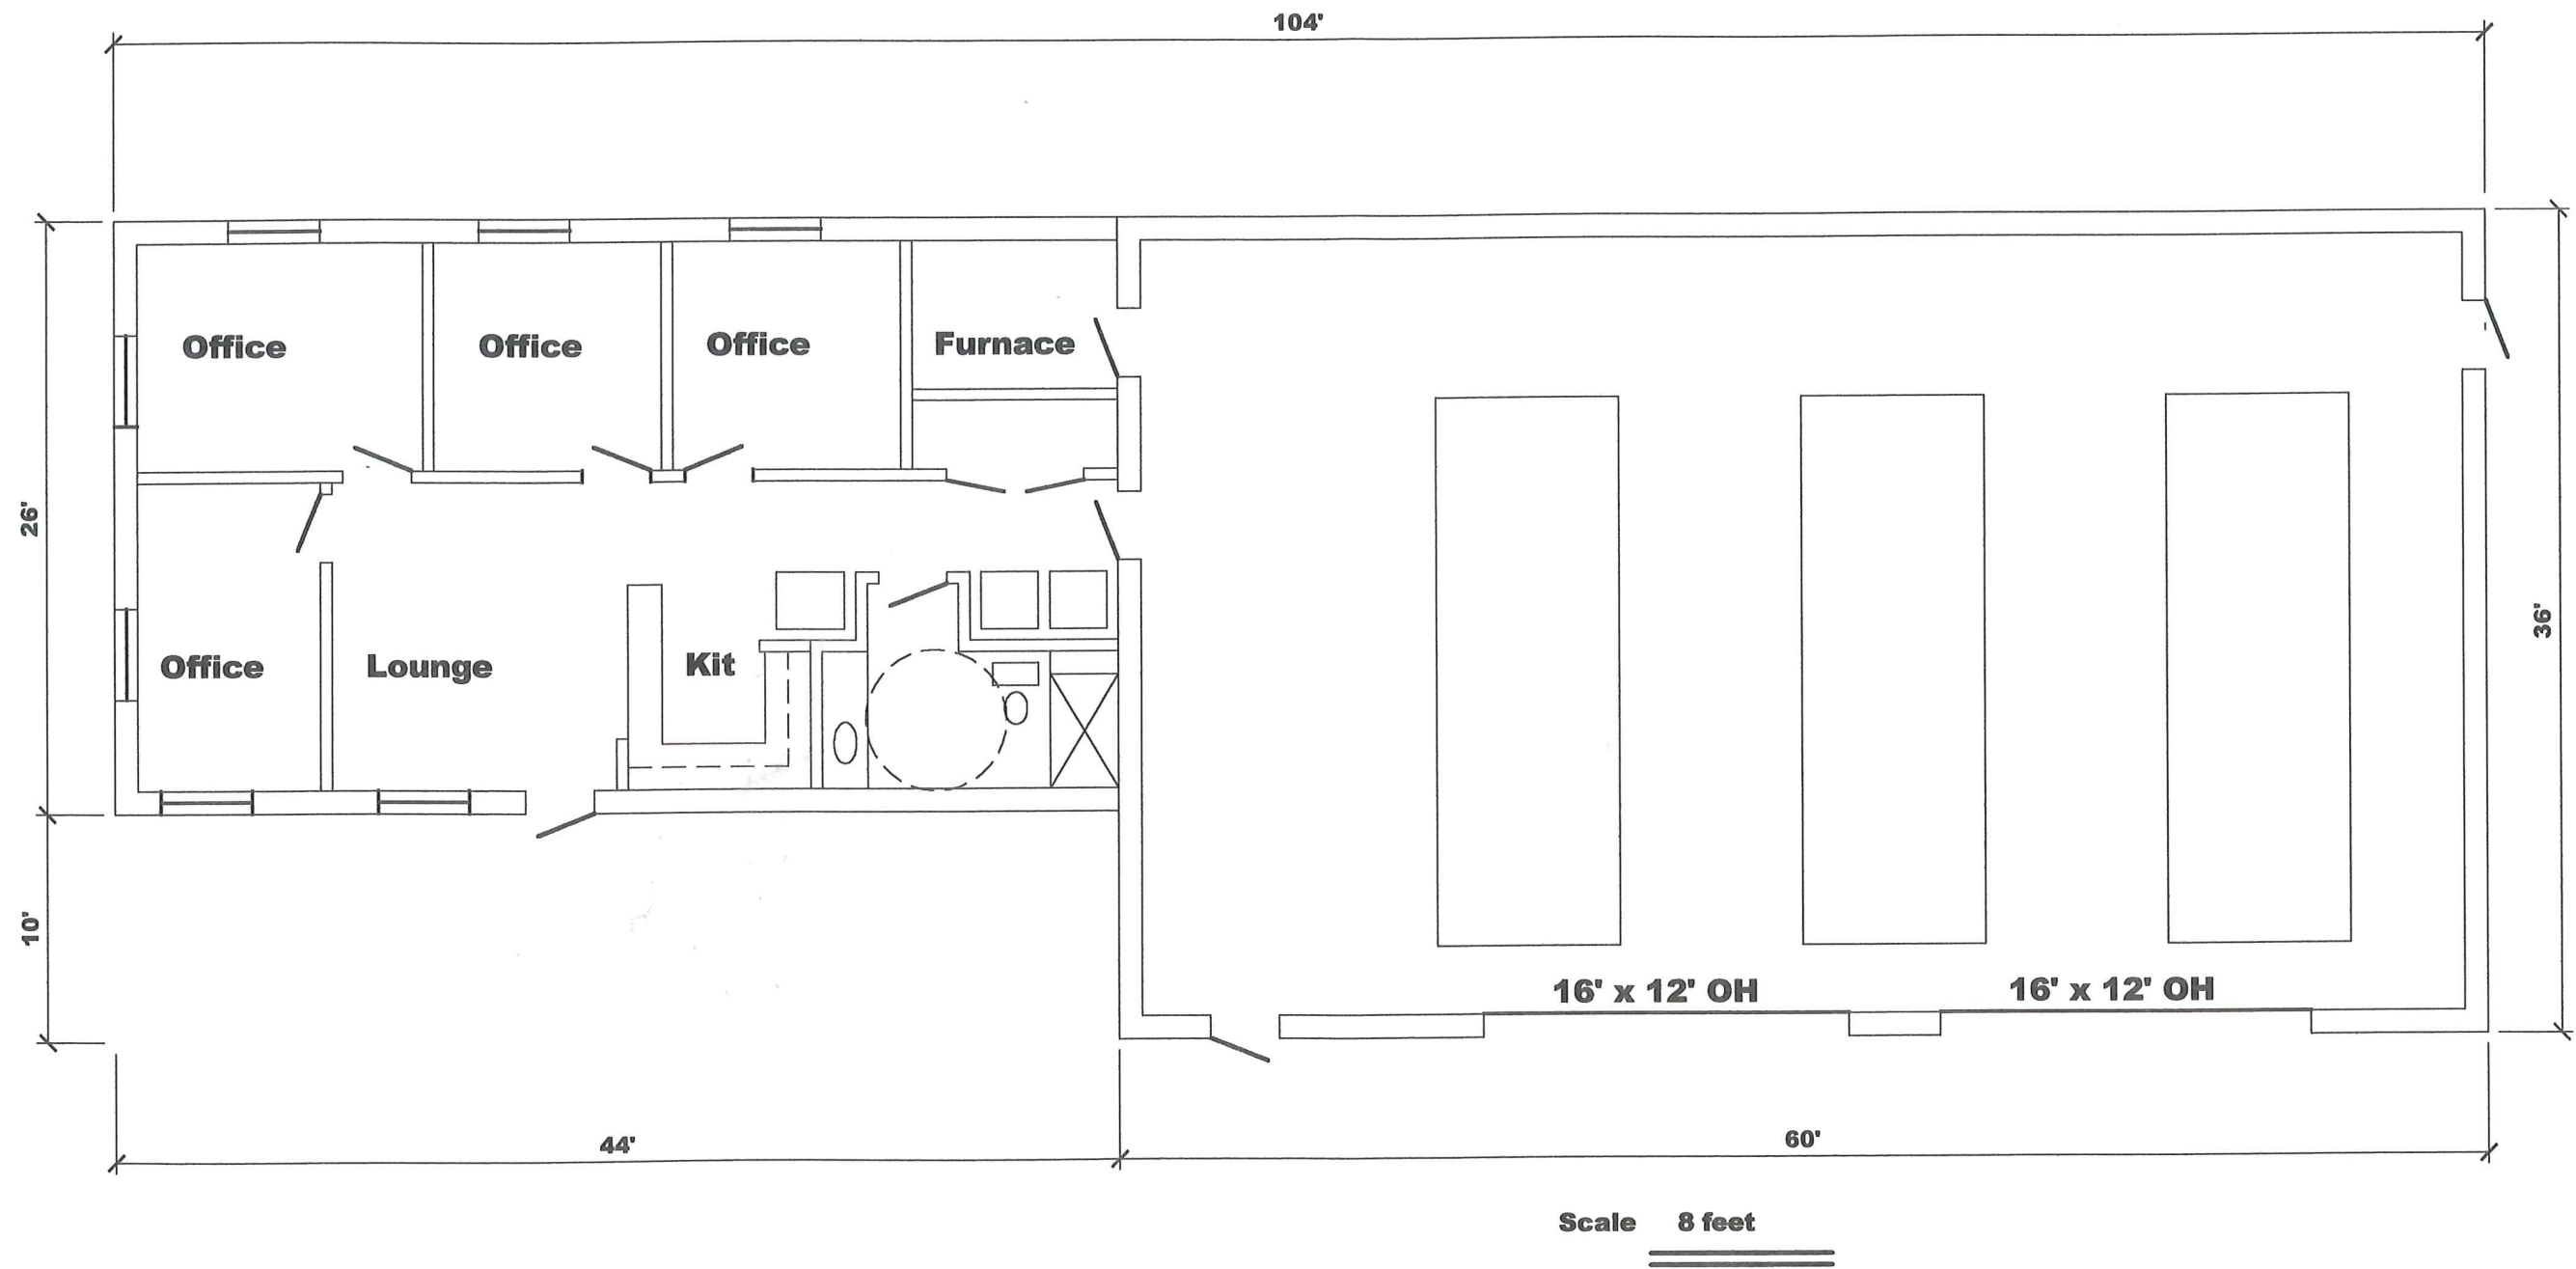 104'
Office
Office
Office
Furnace
26'
36'
Office
Lounge
Kit
10'
16' x 12' OH
16' x 12' OH
44'
60'
Scale 8 feet